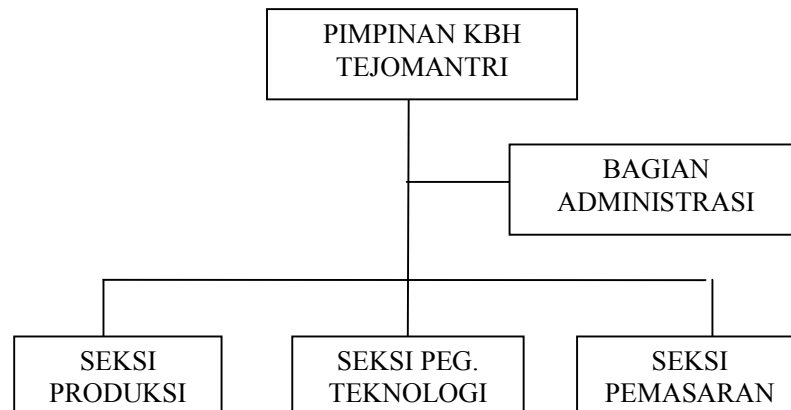 PIMPINAN KBH
TEJOMANTRI
BAGIAN
ADMINISTRASI
SEKSI
PRODUKSI
SEKSI PEG.
TEKNOLOGI
SEKSI
PEMASARAN